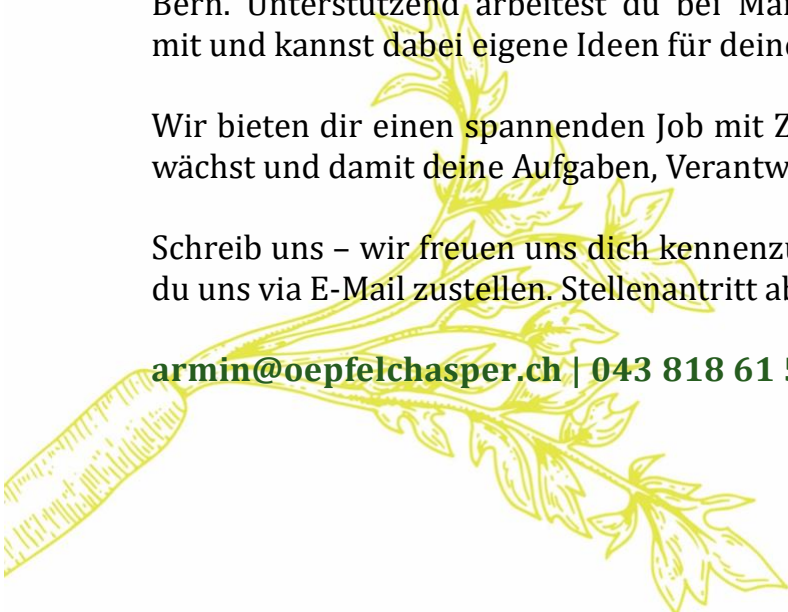 Bern. Unterstützend arbeitest du bei
mit und kannst dabei eigene Ideen für
Wir bieten dir einen spannenden Job mit
wächst und damit deine Aufgaben,
Schreib uns – wir freuen uns dich
du uns via E-Mail zustellen. Stellenantritt
armin@oepfelchasper.ch | 043 818 61